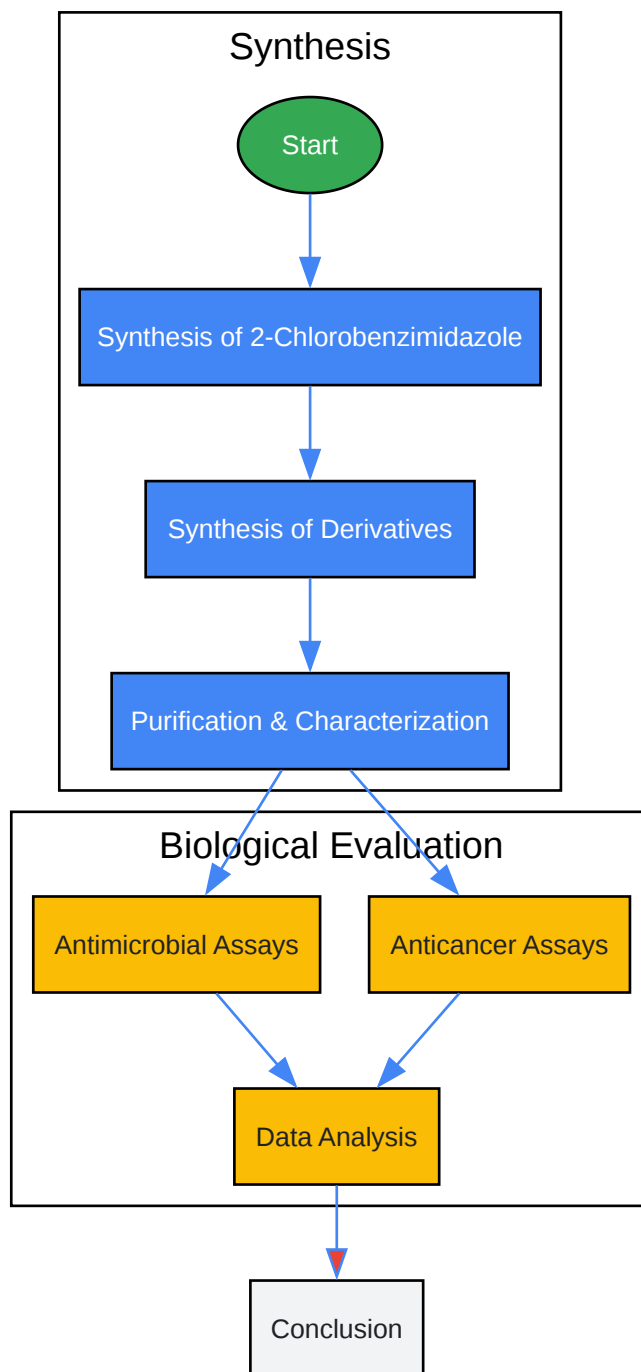 Synthesis
Start
Synthesis of 2-Chlorobenzimidazole
Synthesis of Derivatives
Purification & Characterization
Biological Evaluation
Antimicrobial Assays
Anticancer Assays
Data Analysis
Conclusion